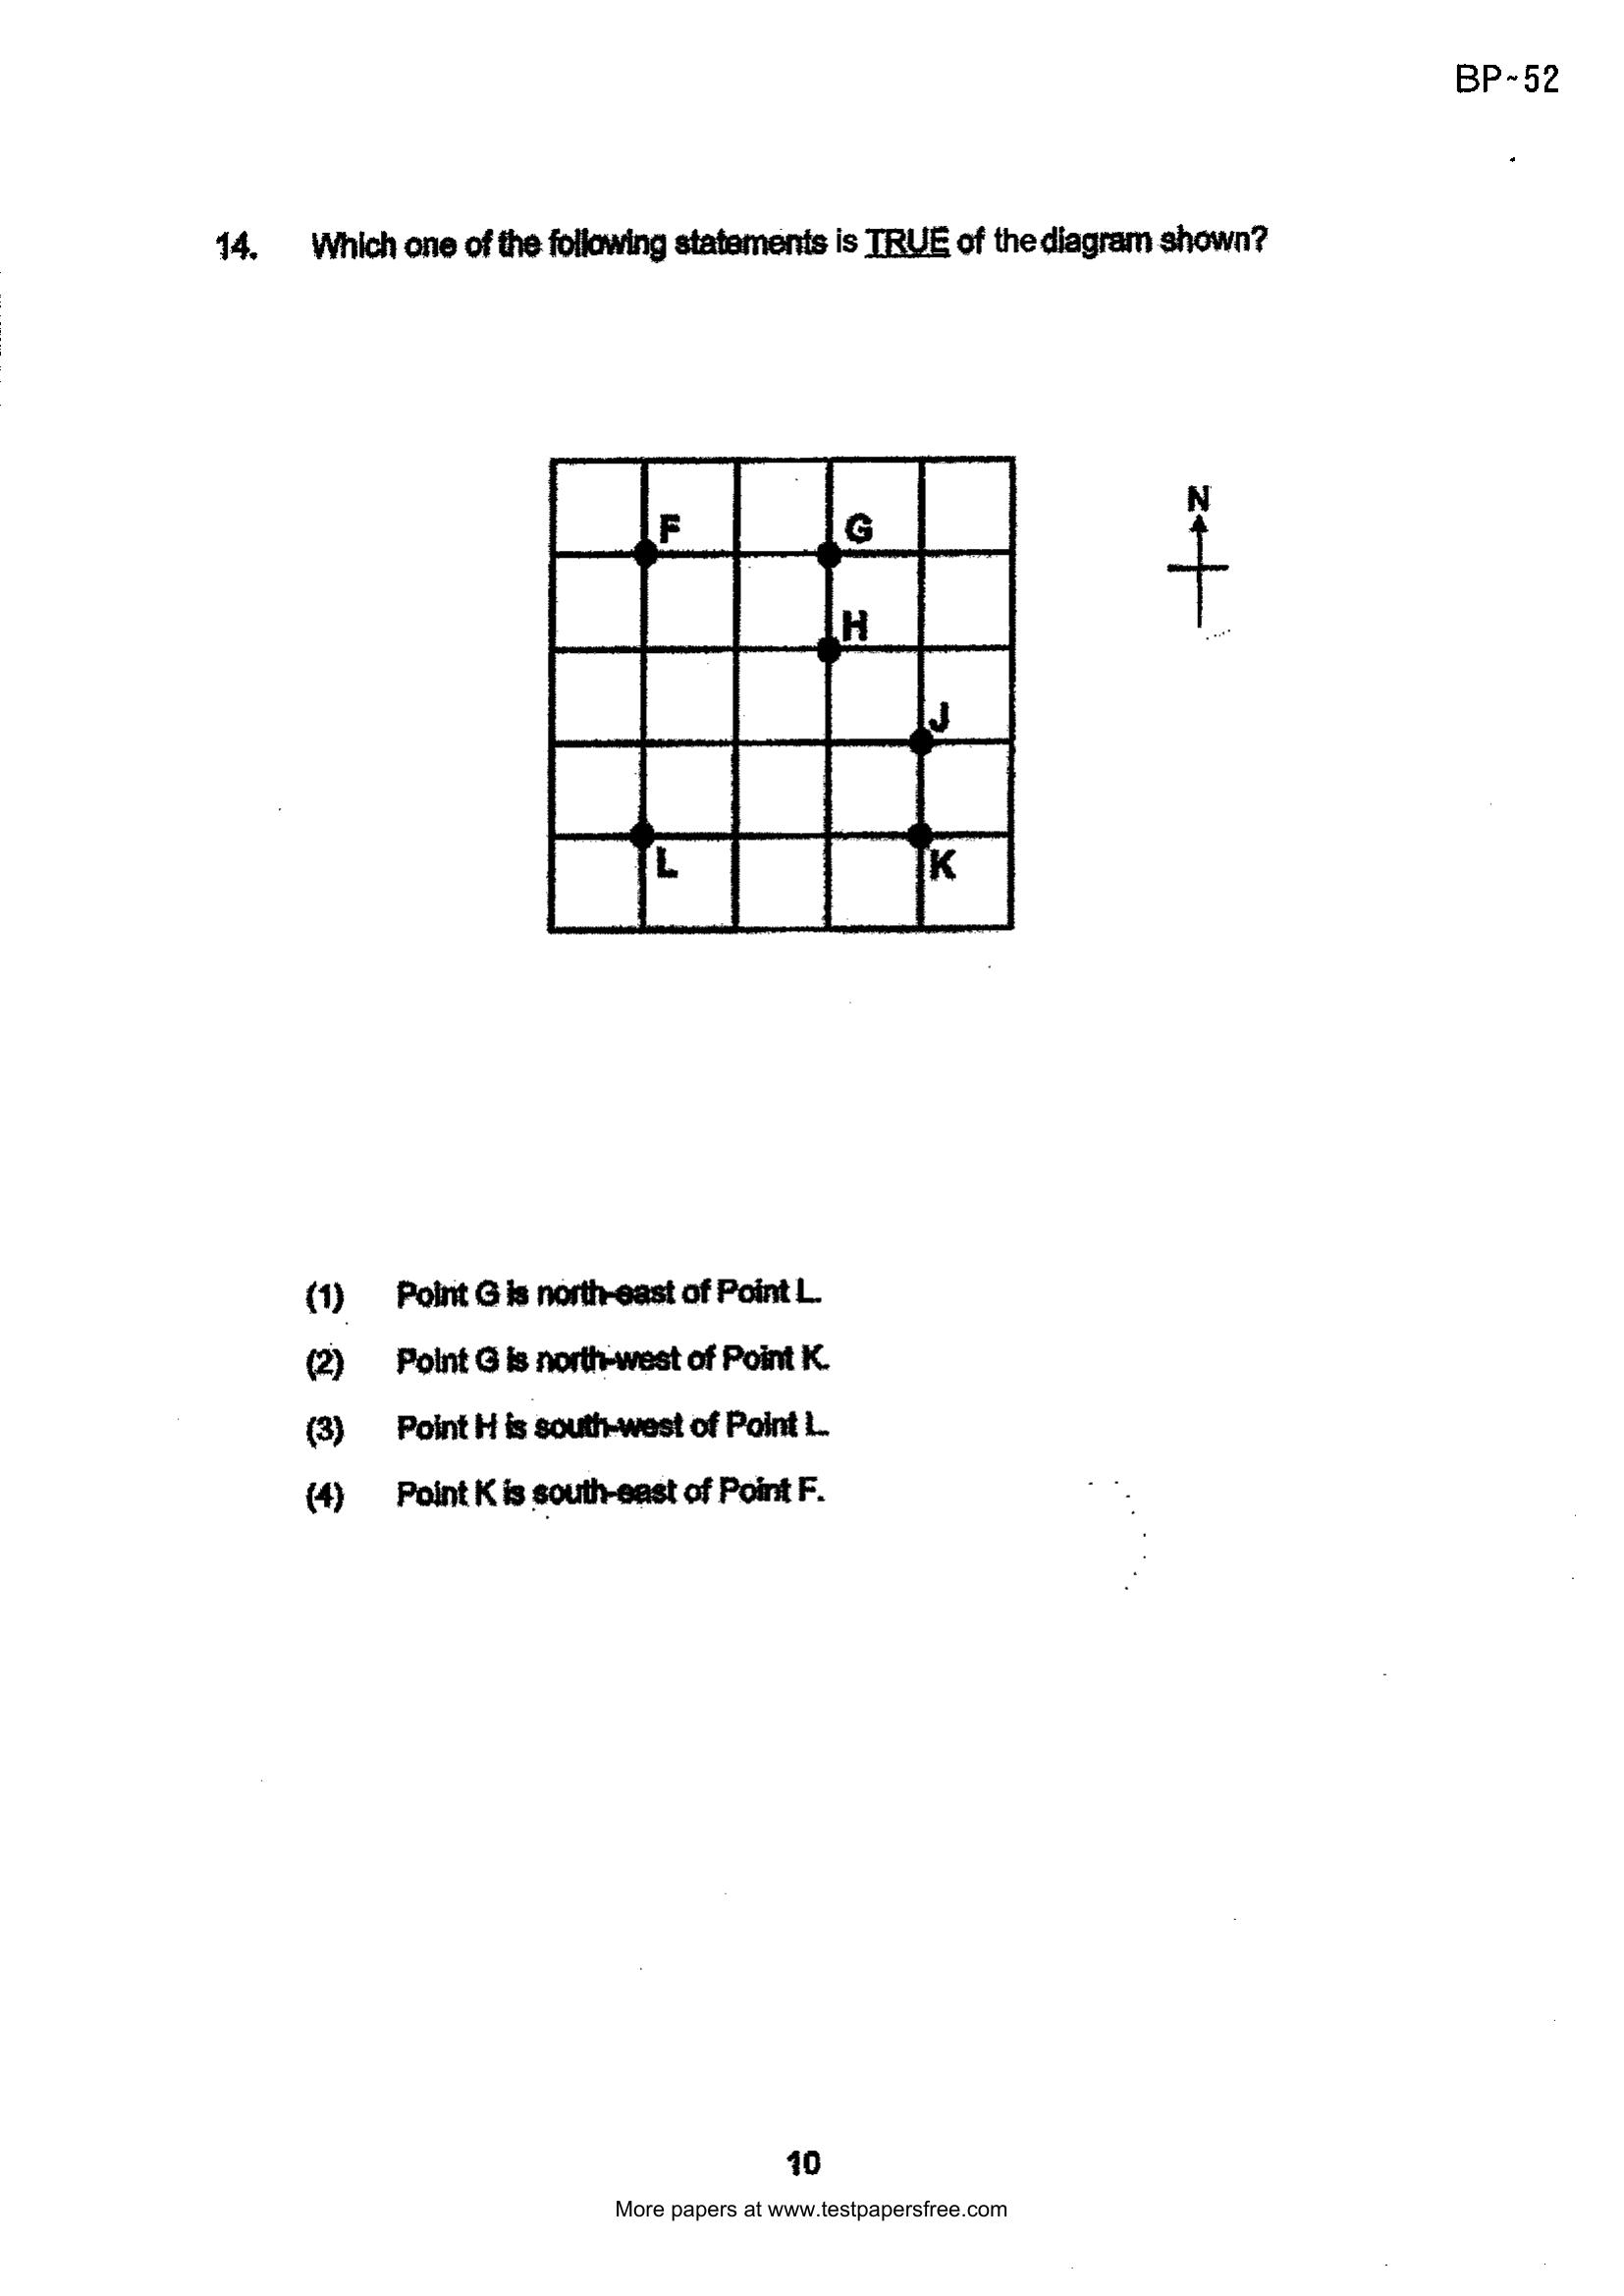 BP~52
14. Which one of the following statements is TRUE of the diagram shown?
N
F
G
H
J
L
K
(1) Point G is north-east of Point L.
(2) Point G is north-west of Point K.
(3) Point H is south-west of Point L.
(4) Point K is south-east of Point F.
10
More papers at www.testpapersfree.com